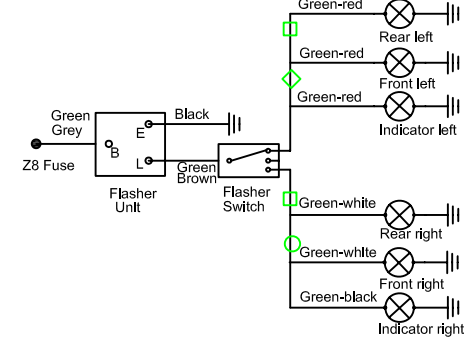 Green-red
Rear left
Green-red
Front left
Green-red
Indicator left
Green
Grey
Black
E
B
L
Z8 Fuse
Green
Brown
Flasher
Unit
Flasher
Switch
Green-white
Rear right
Green-white
Front right
Green-black
Indicator right